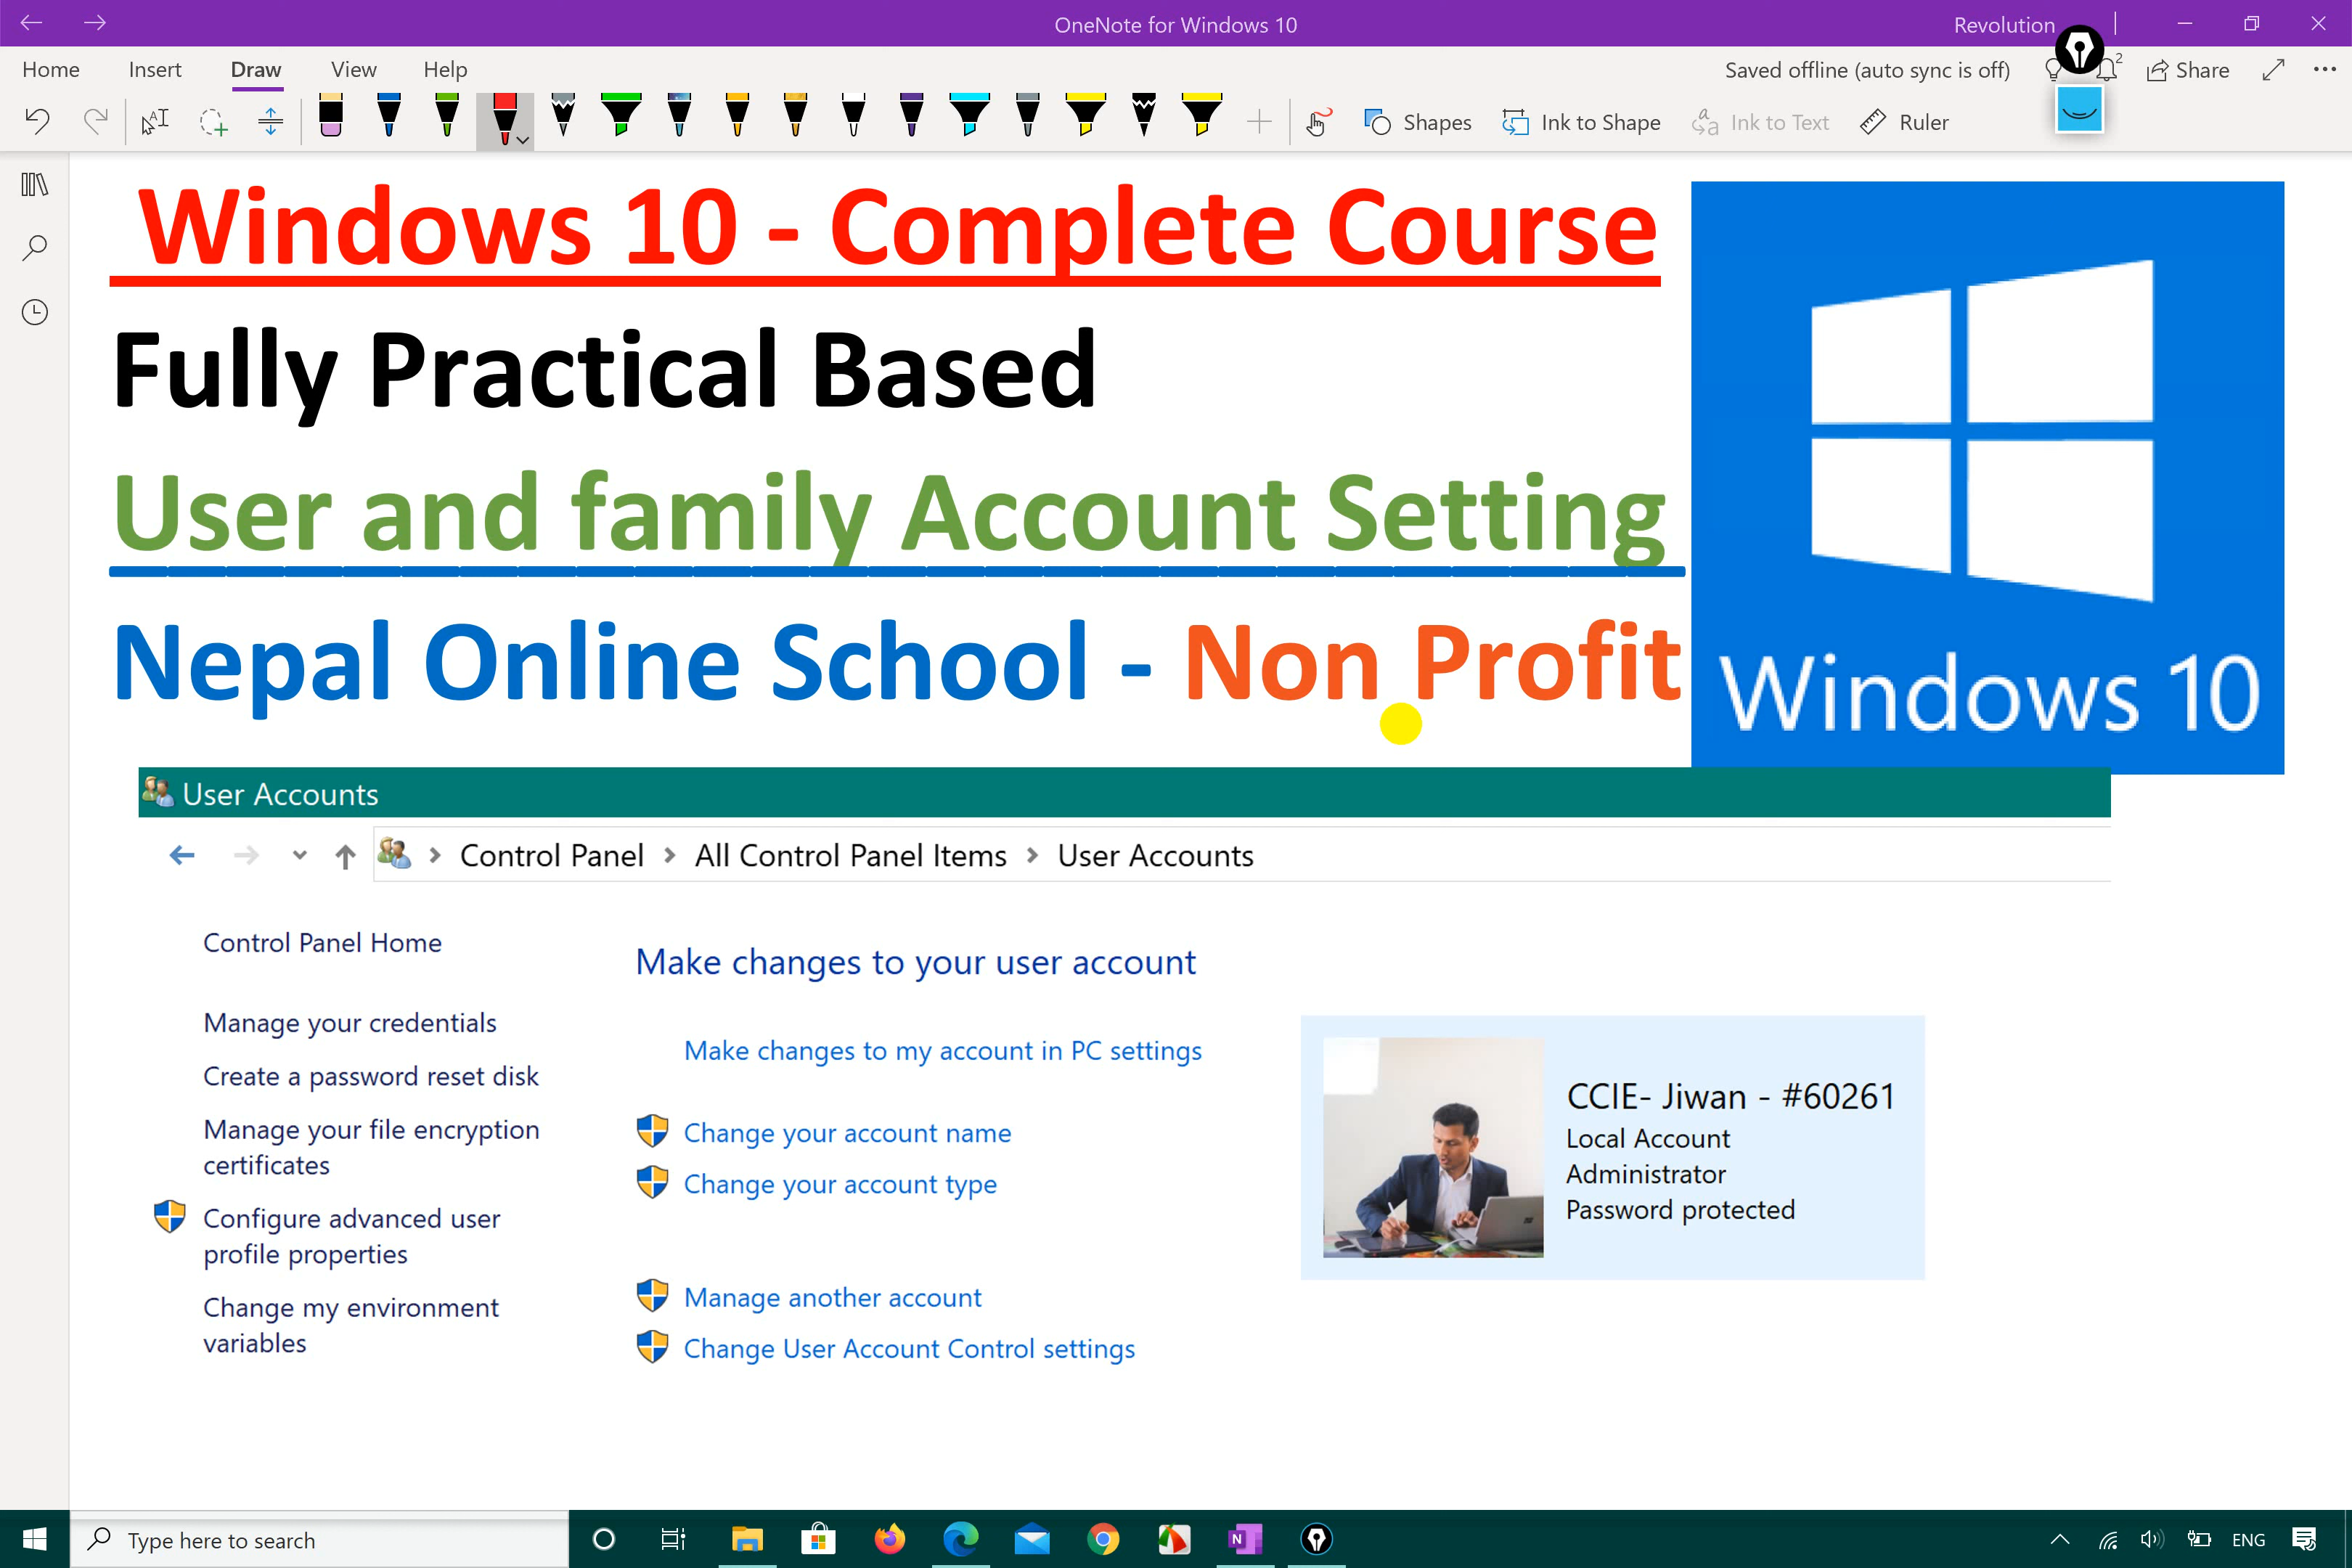 OneNote for Windows 10
Revolution
Home Insert Draw View Help
Saved offline (auto sync is off)
2
Share
Shapes
Ink to Shape
Ink to Text
Ruler
Windows 10 - Complete Course
Fully Practical Based
User and family Account Setting
Nepal Online School - Non Profit
Windows 10
User Accounts
Control Panel > All Control Panel Items > User Accounts
Control Panel Home
Manage your credentials
Create a password reset disk
Manage your file encryption
certificates
Configure advanced user
profile properties
Change my environment
variables
Make changes to your user account
Make changes to my account in PC settings
Change your account name
Change your account type
Manage another account
Change User Account Control settings
CCIE- Jiwan - #60261
Local Account
Administrator
Password protected
Type here to search
N
ENG